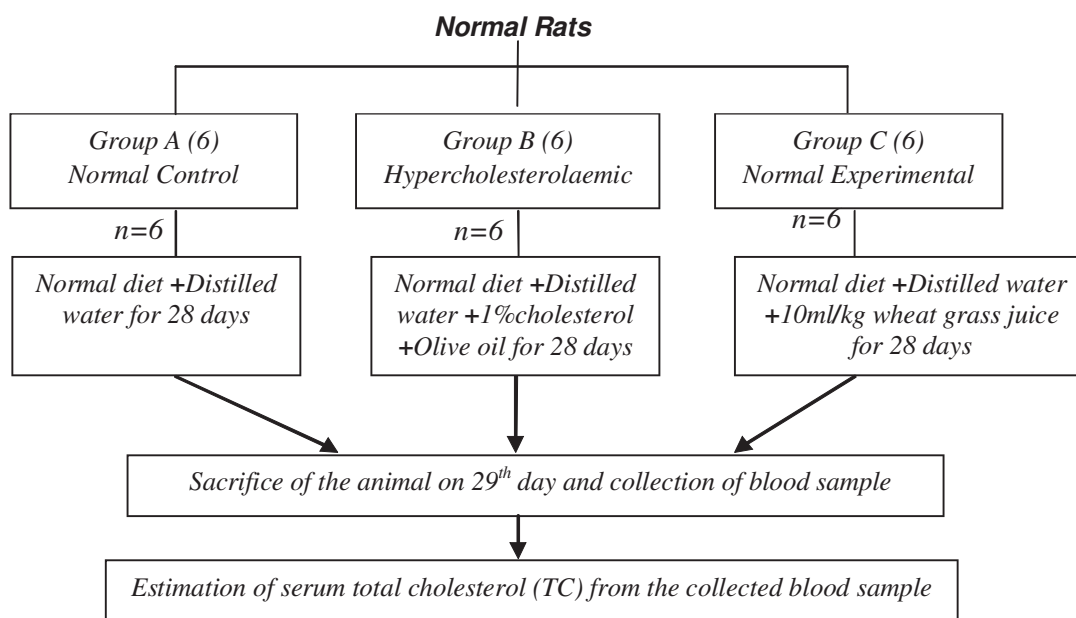 Normal Rats
Group A (6)
Normal Control
Group B (6)
Hypercholesterolaemic
Group C (6)
Normal Experimental
n=6
n=6
n=6
Normal diet +Distilled
water for 28 days
Normal diet +Distilled
water +1%cholesterol
+Olive oil for 28 days
Normal diet +Distilled water
+10ml/kg wheat grass juice
for 28 days
Sacrifice of the animal on 29th day and collection of blood sample
Estimation of serum total cholesterol (TC) from the collected blood sample